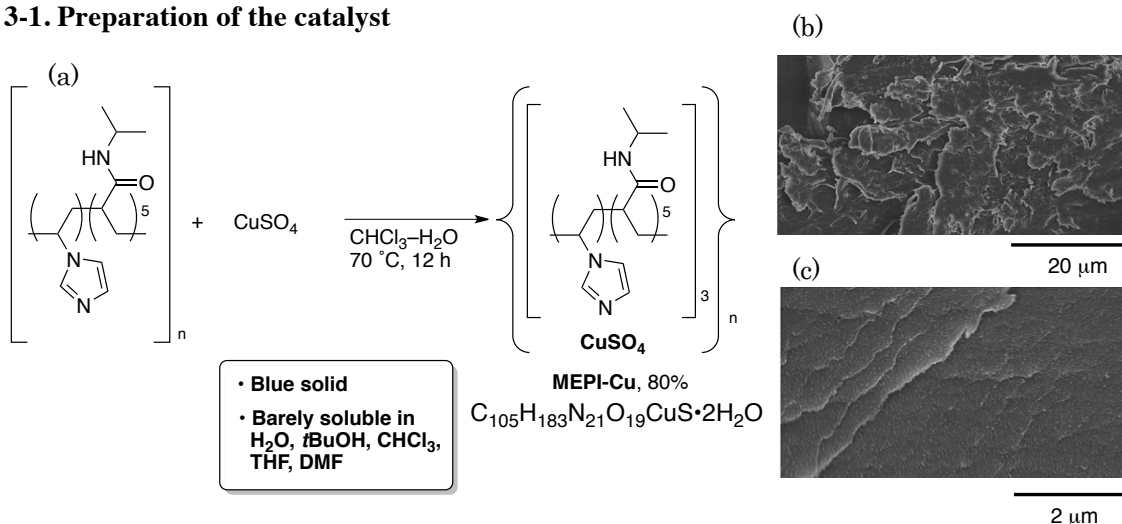 3-1. Preparation of the catalyst
(a)
HN
O
5
N
N
n
+
CuSO4
CHCl3–H2O
70 ˚C, 12 h
HN
O
5
N
N
3
n
CuSO4
MEPI-Cu, 80%
C105H183N21O19CuS•2H2O
• Blue solid
• Barely soluble in
H2O, tBuOH, CHCl3,
THF, DMF
(b)
20 μm
(c)
2 μm